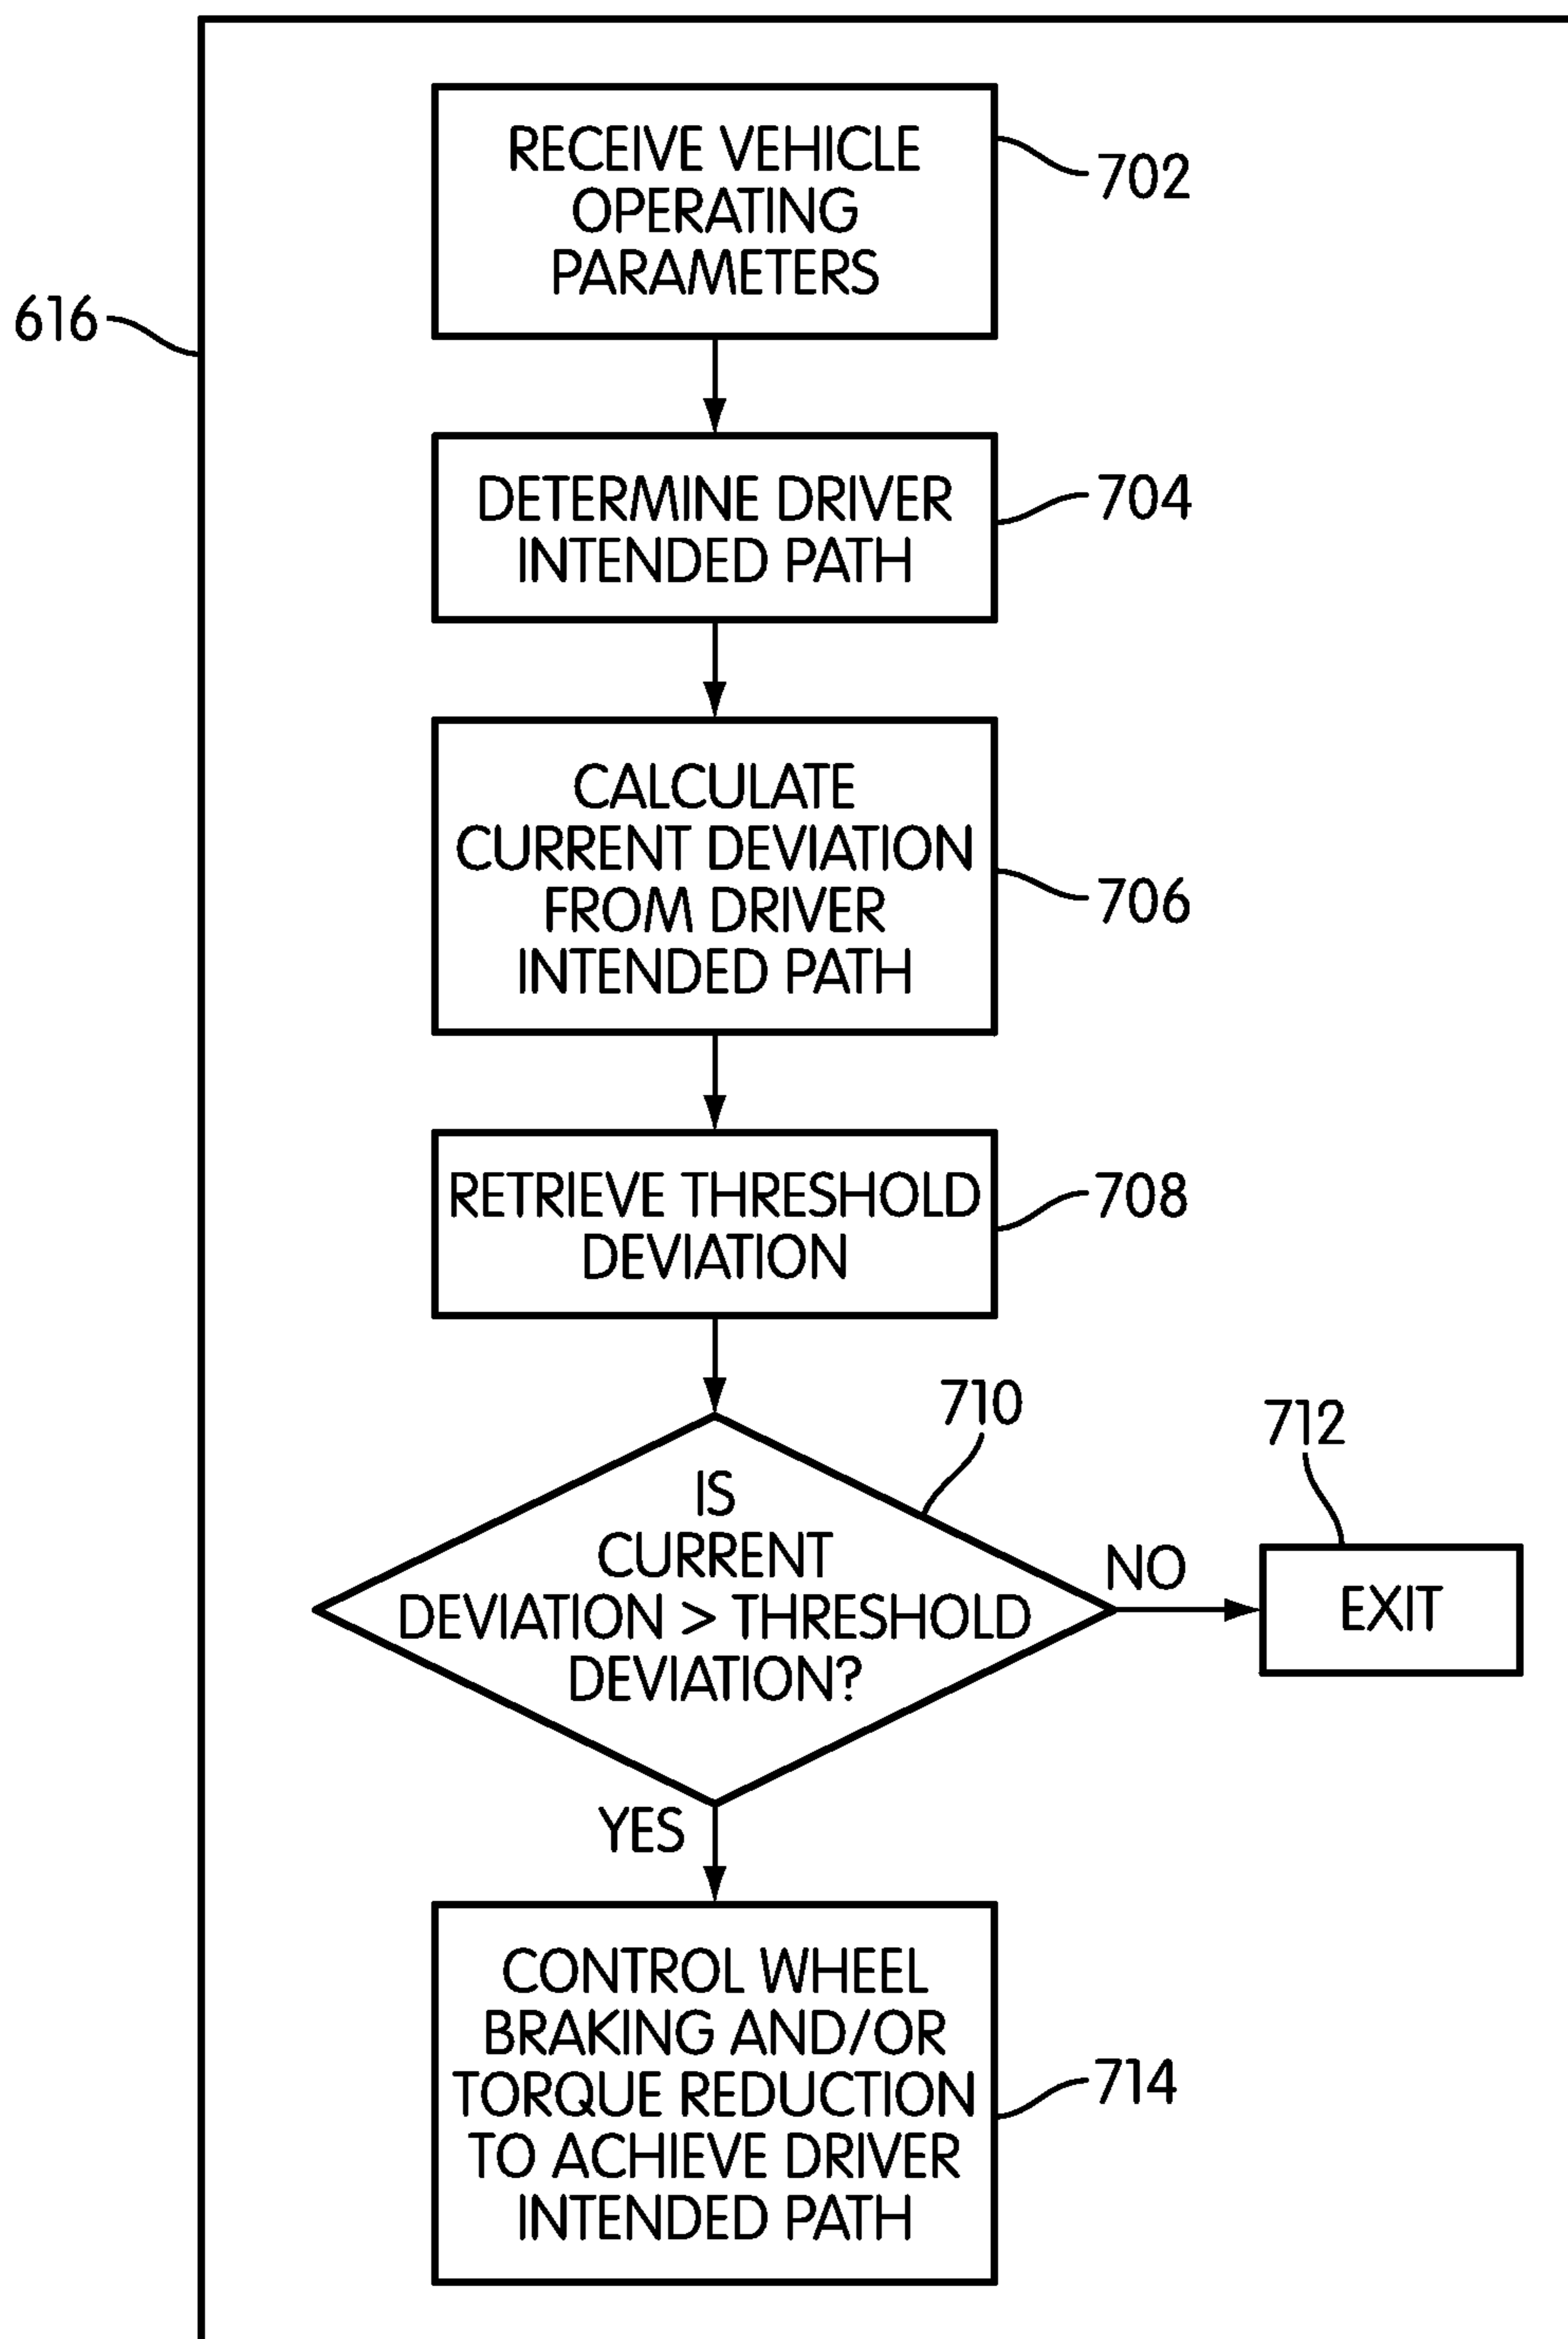 RECEIVE VEHICLE
OPERATING
PARAMETERS
702
616
DETERMINE DRIVER
INTENDED PATH
704
CALCULATE
CURRENT DEVIATION
FROM DRIVER
INTENDED PATH
706
RETRIEVE THRESHOLD
DEVIATION
708
710
712
IS
CURRENT
DEVIATION > THRESHOLD
DEVIATION?
NO
EXIT
YES
CONTROL WHEEL
BRAKING AND/OR
TORQUE REDUCTION
TO ACHIEVE DRIVER
INTENDED PATH
714